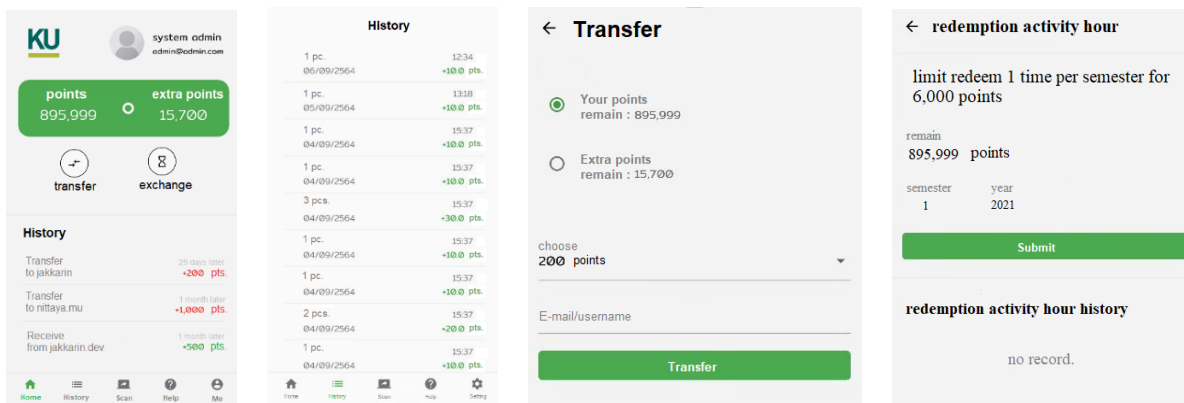 KU
system admin
admin@admin.com
points
895,999
extra points
15,700
transfer
exchange
History
Transfer
to jakkarin
25 days later
+200 pts.
Transfer
to nittaya.mu
1 month later
+1,000 pts.
Receive
from jakkarin.dev
1 month later
+500 pts.
Home
History
Scan
Help
Me
History
1 pc. 12:34
06/09/2564 +10.0 pts.
1 pc. 13:18
05/09/2564 +10.0 pts.
1 pc. 15:37
04/09/2564 +10.0 pts.
1 pc. 15:37
04/09/2564 +10.0 pts.
3 pcs. 15:37
04/09/2564 +30.0 pts.
1 pc. 15:37
04/09/2564 +10.0 pts.
1 pc. 15:37
04/09/2564 +10.0 pts.
2 pcs. 15:37
04/09/2564 +20.0 pts.
1 pc. 15:37
04/09/2564 +10.0 pts.
Home
History
Scan
Help
Setting
Transfer
Your points
remain : 895,999
Extra points
remain : 15,700
choose
200 points
E-mail/username
Transfer
redemption activity hour
limit redeem 1 time per semester for
6,000 points
remain
895,999 points
semester year
1 2021
Submit
redemption activity hour history
no record.